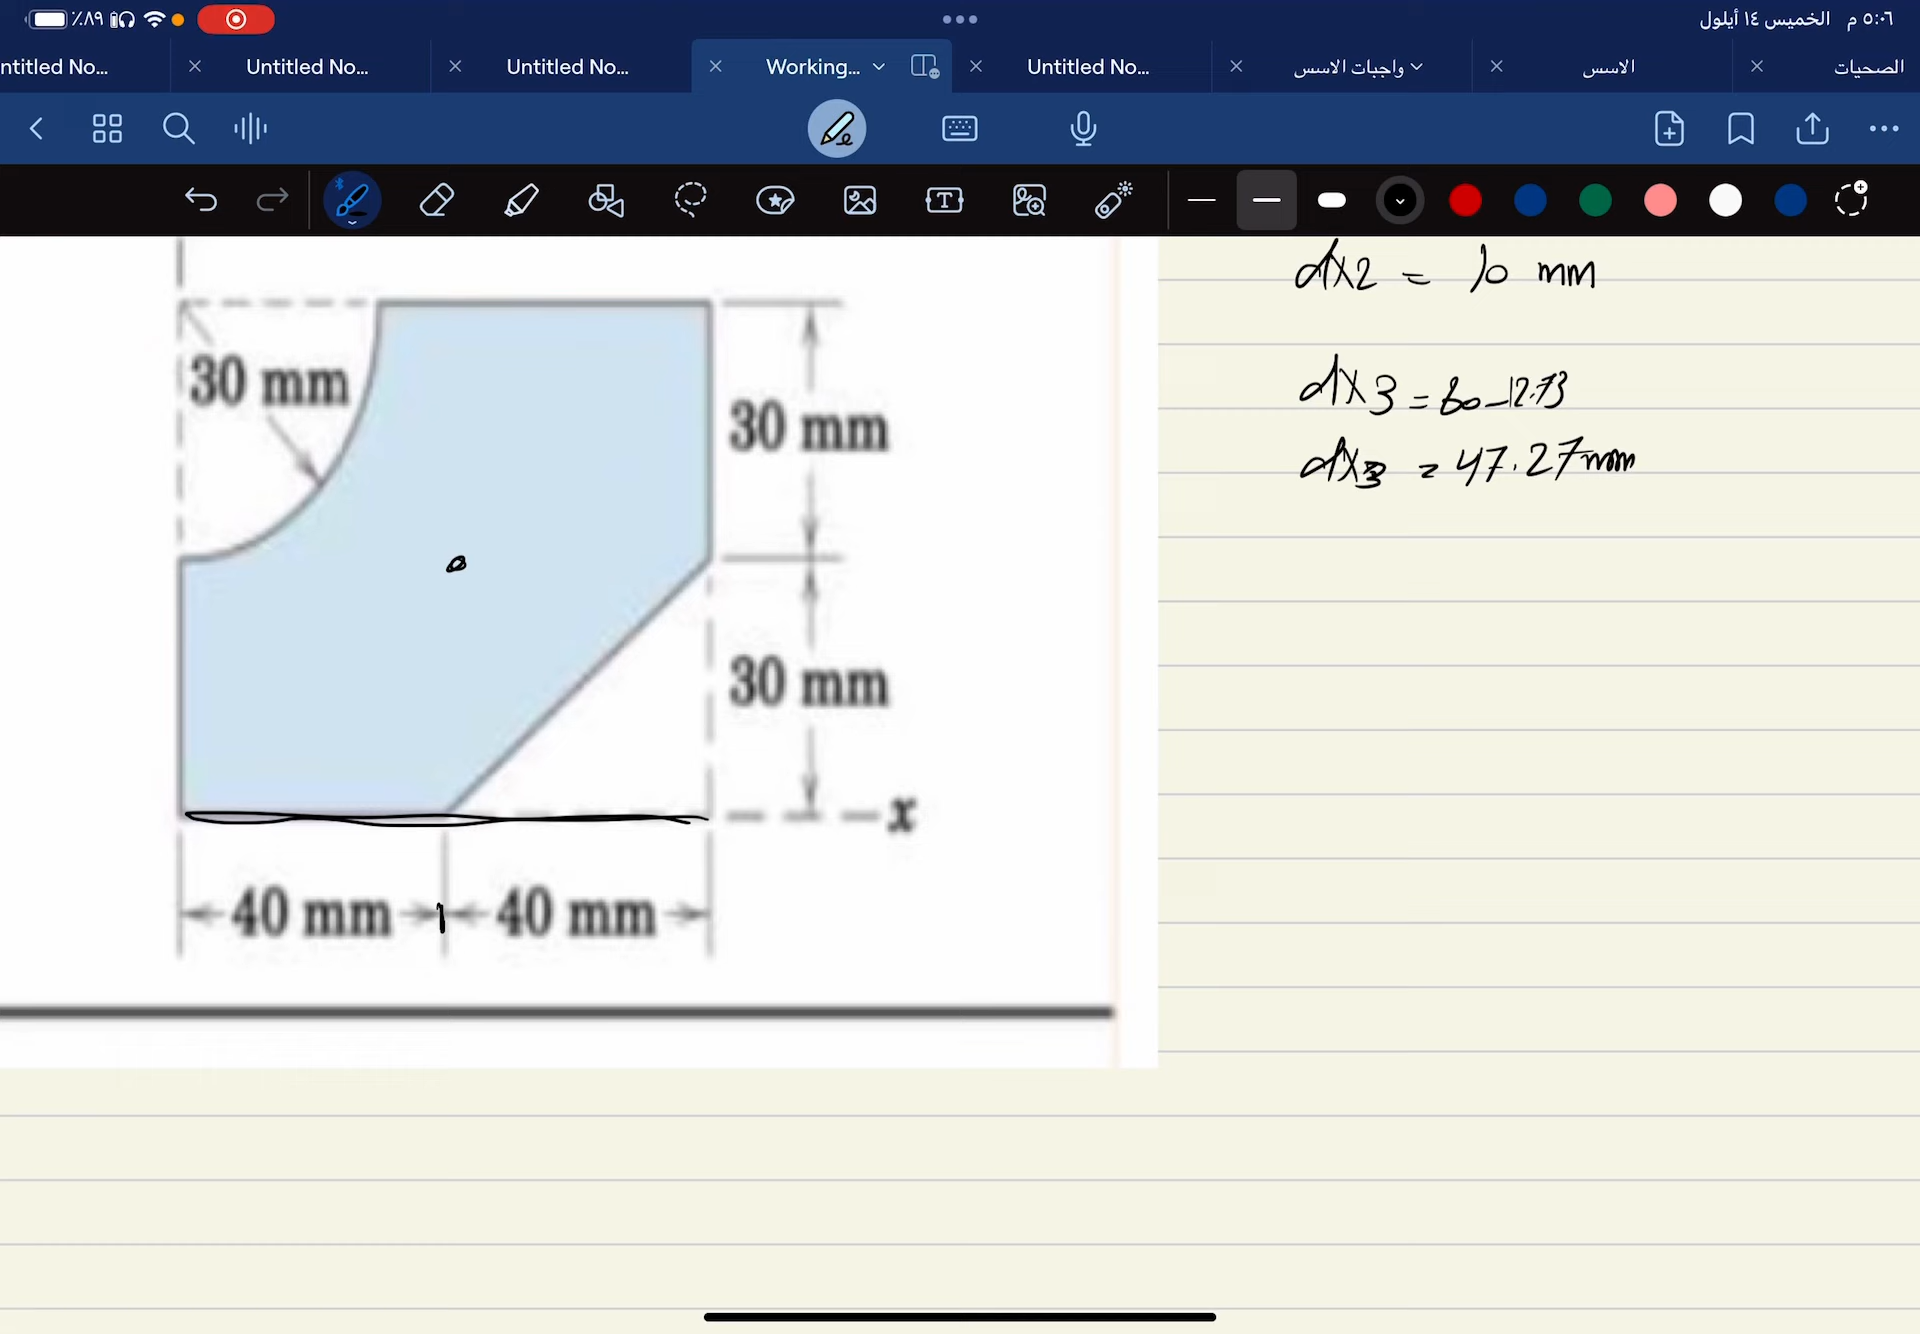 ٪٨٩
٥:٠٦ م الخميس ١٤ أيلول
ntitled No...
Untitled No...
Untitled No...
Working...
Untitled No...
واجبات الاسس
الاسس
الصحيات
dx2 = 10 mm
30 mm
dx3 = 60-12.73
30 mm
dx3 = 47.27mm
30 mm
x
40 mm 40 mm